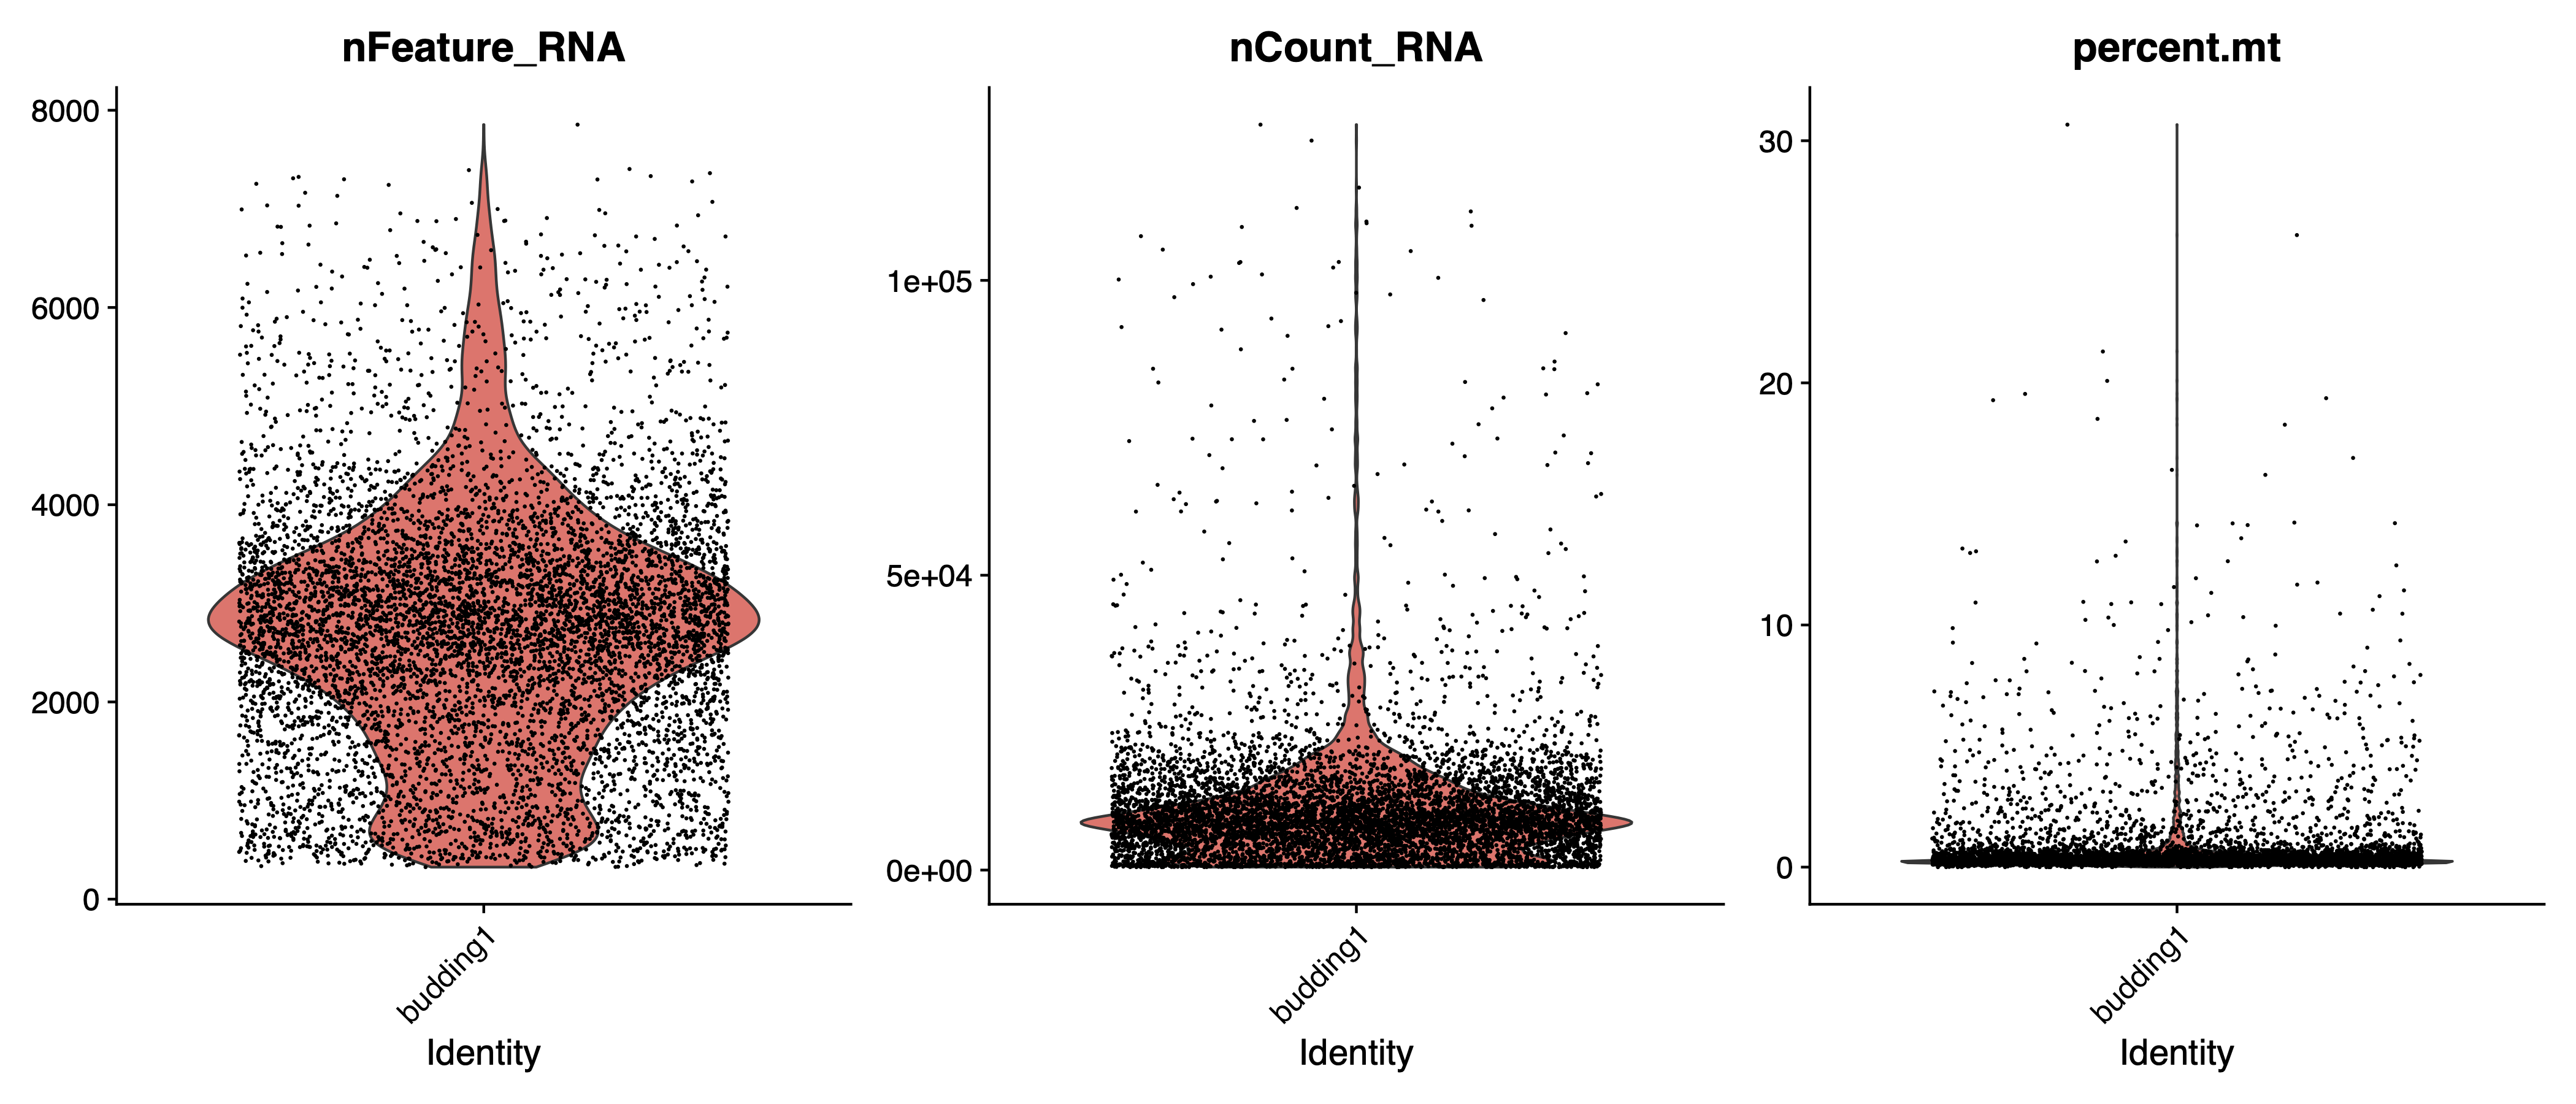 nFeature_RNA
8000
6000
4000
2000
0
budding1
Identity
nCount_RNA
1e+05
5e+04
0e+00
budding1
Identity
percent.mt
30
20
10
0
budding1
Identity